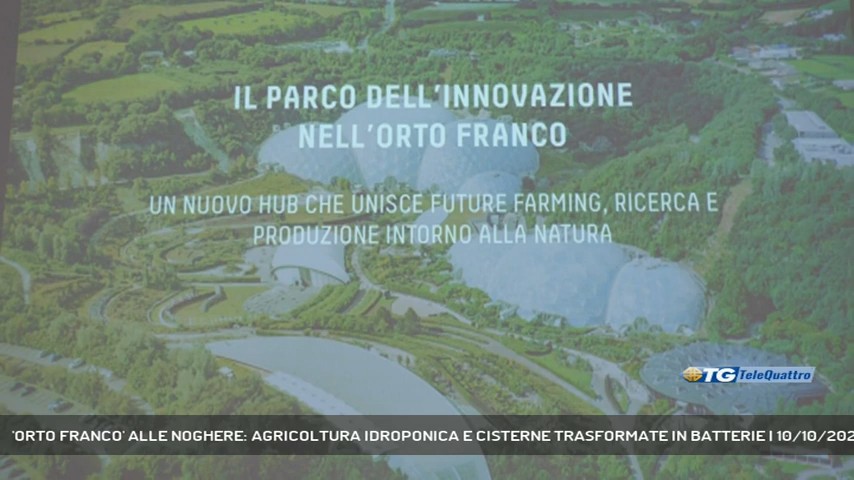 IL PARCO DELL'INNOVAZIONE
NELL'ORTO FRANCO
UN NUOVO HUB CHE UNISCE FUTURE FARMING, RICERCA E
PRODUZIONE INTORNO ALLA NATURA
TG TeleQuattro
'ORTO FRANCO' ALLE NOGHERE: AGRICOLTURA IDROPONICA E CISTERNE TRASFORMATE IN BATTERIE | 10/10/202